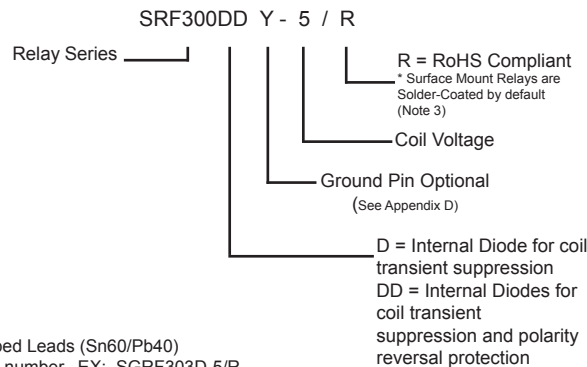 SRF300DD Y - 5 / R
Relay Series
R = RoHS Compliant
* Surface Mount Relays are
Solder-Coated by default
(Note 3)
Coil Voltage
Ground Pin Optional
(See Appendix D)
D = Internal Diode for coil
transient suppression
DD = Internal Diodes for
coil transient
suppression and polarity
reversal protection
Leads (Sn60/Pb40)
number. EX: SGRF303D-5/R